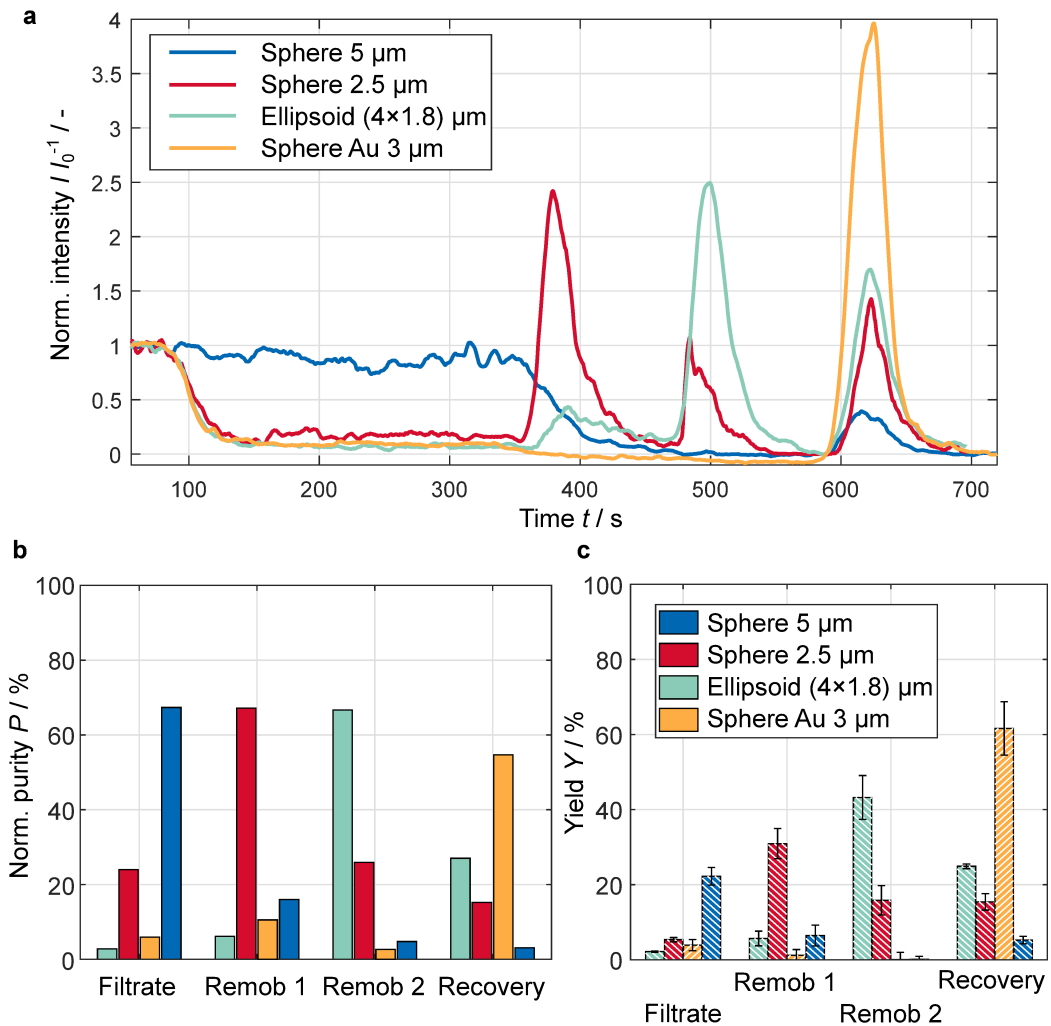 a
4
3.5
3
2.5
2
1.5
1
0.5
0
Norm. intensity I I₀⁻¹ / -
Sphere 5 µm
Sphere 2.5 µm
Ellipsoid (4×1.8) µm
Sphere Au 3 µm
100 200 300 400 500 600 700
Time t / s
b
100
80
60
40
20
0
Norm. purity P / %
Filtrate Remob 1 Remob 2 Recovery
c
100
80
60
40
20
0
Yield Y / %
Sphere 5 µm
Sphere 2.5 µm
Ellipsoid (4×1.8) µm
Sphere Au 3 µm
Filtrate Remob 1 Remob 2 Recovery